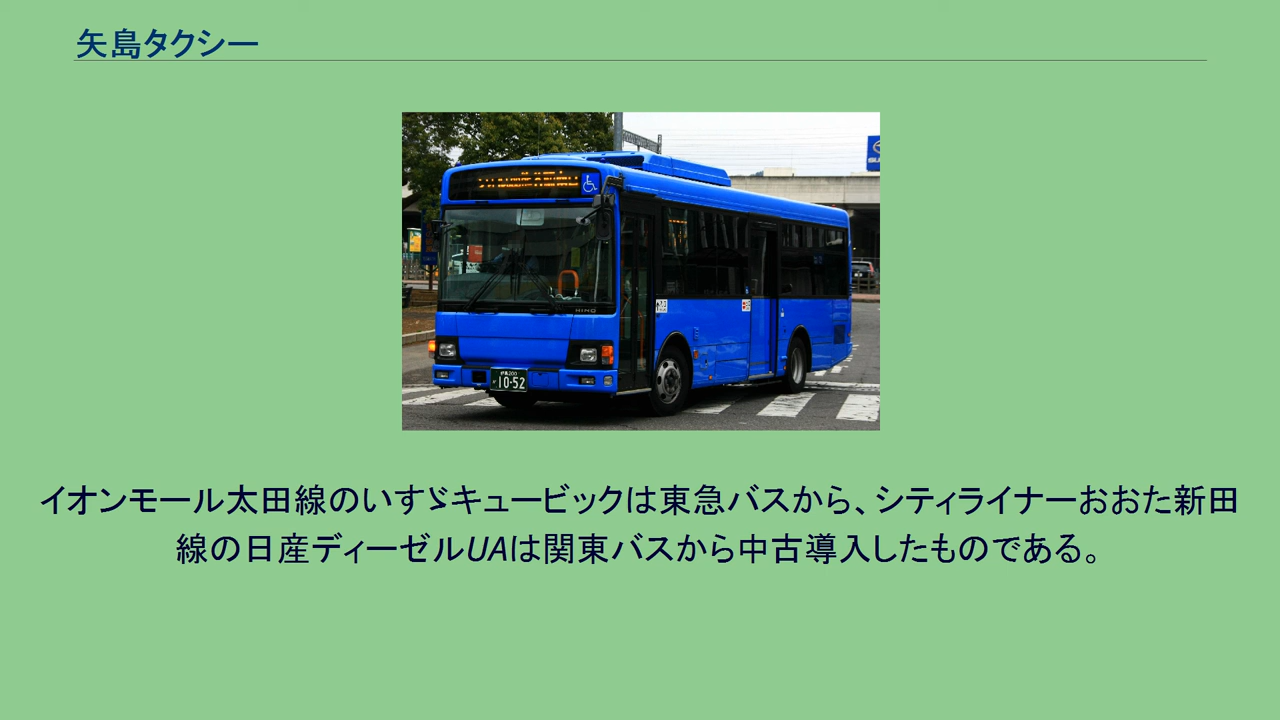 矢島タクシー
HINO
10-52
イオンモール太田線のいすゞキュービックは東急バスから、シティライナーおおた新田
線の日産ディーゼルUAは関東バスから中古導入したものである。